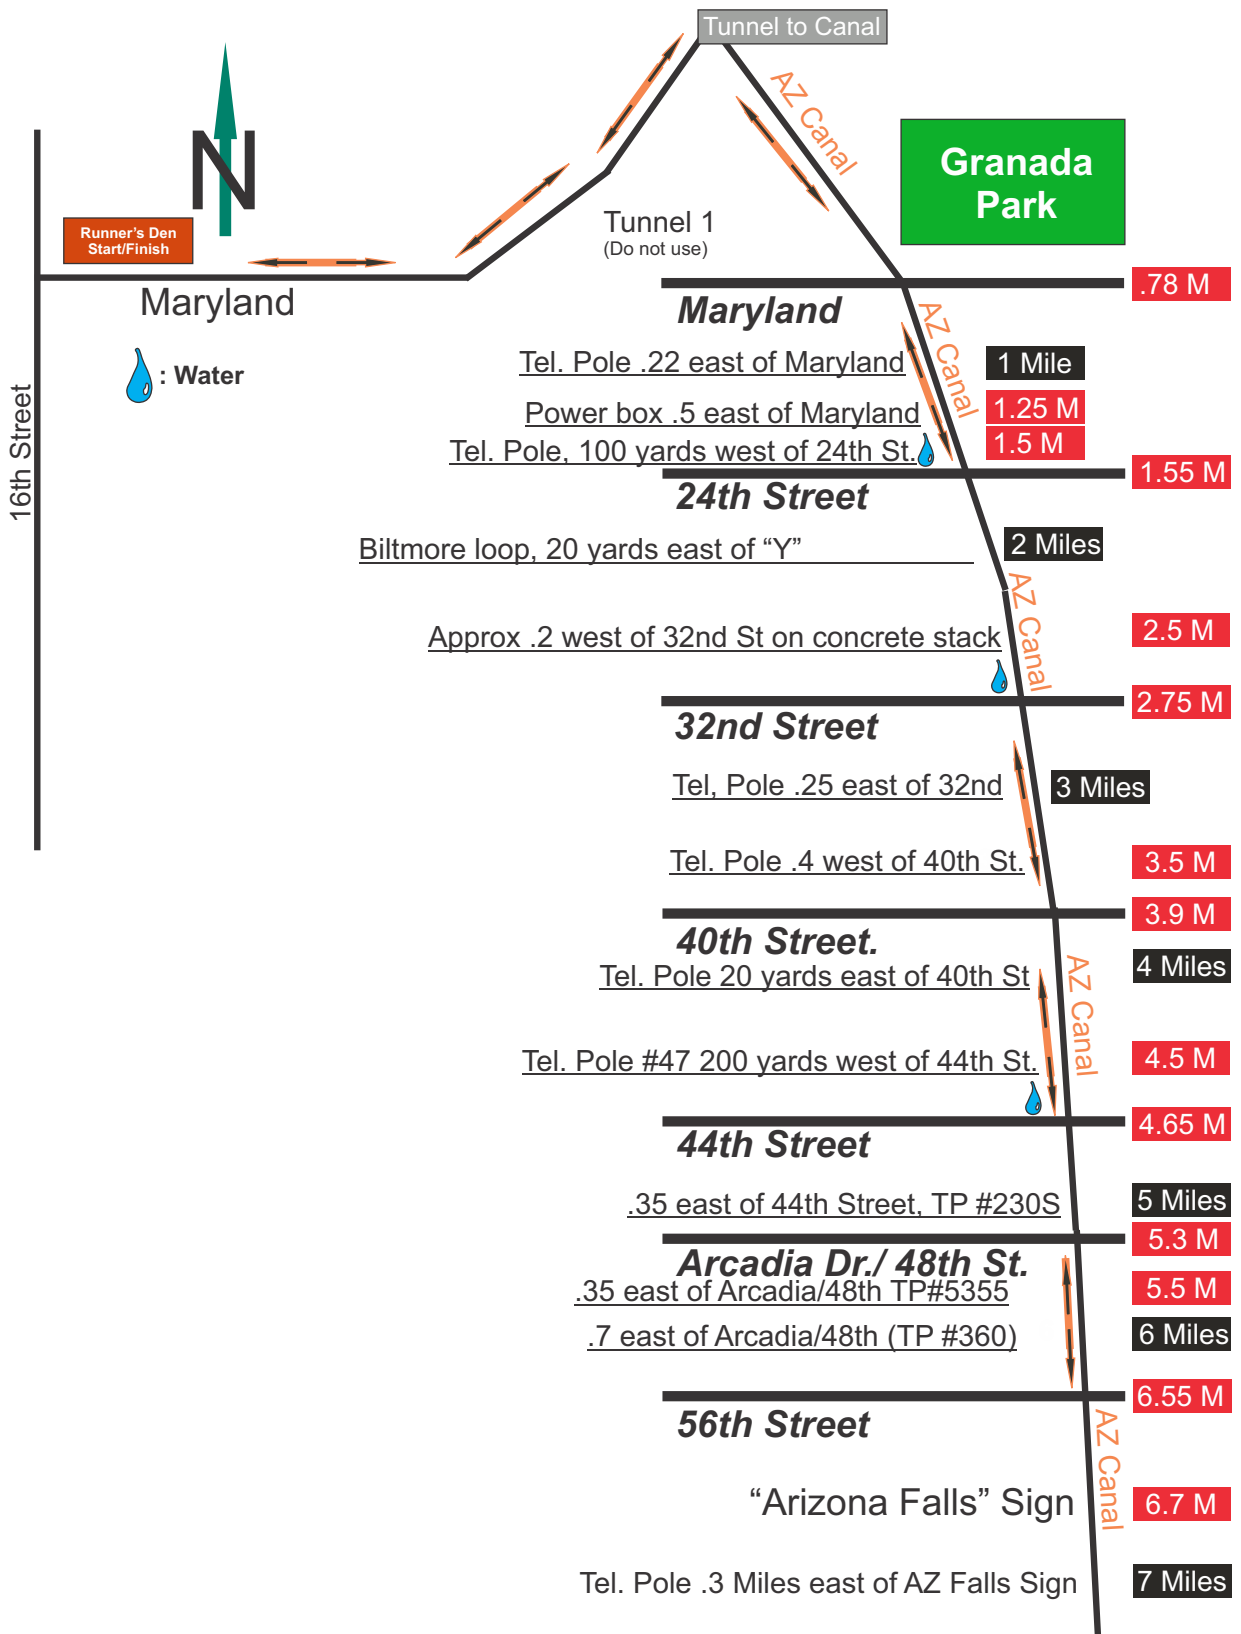 Tunnel to Canal
AZ Canal
N
Granada
Park
Runner's Den
Start/Finish
Tunnel 1
(Do not use)
Maryland
.78 M
Maryland
AZ Canal
: Water
Tel. Pole .22 east of Maryland
1 Mile
16th Street
Power box .5 east of Maryland
1.25 M
Tel. Pole, 100 yards west of 24th St.
1.5 M
1.55 M
24th Street
Biltmore loop, 20 yards east of “Y”
2 Miles
AZ Canal
Approx .2 west of 32nd St on concrete stack
2.5 M
2.75 M
32nd Street
Tel, Pole .25 east of 32nd
3 Miles
Tel. Pole .4 west of 40th St.
3.5 M
3.9 M
40th Street.
Tel. Pole 20 yards east of 40th St
4 Miles
AZ Canal
Tel. Pole #47 200 yards west of 44th St.
4.5 M
4.65 M
44th Street
.35 east of 44th Street, TP #230S
5 Miles
5.3 M
Arcadia Dr./ 48th St.
.35 east of Arcadia/48th TP#5355
5.5 M
.7 east of Arcadia/48th (TP #360)
6 Miles
6.55 M
56th Street
AZ Canal
“Arizona Falls” Sign
6.7 M
Tel. Pole .3 Miles east of AZ Falls Sign
7 Miles